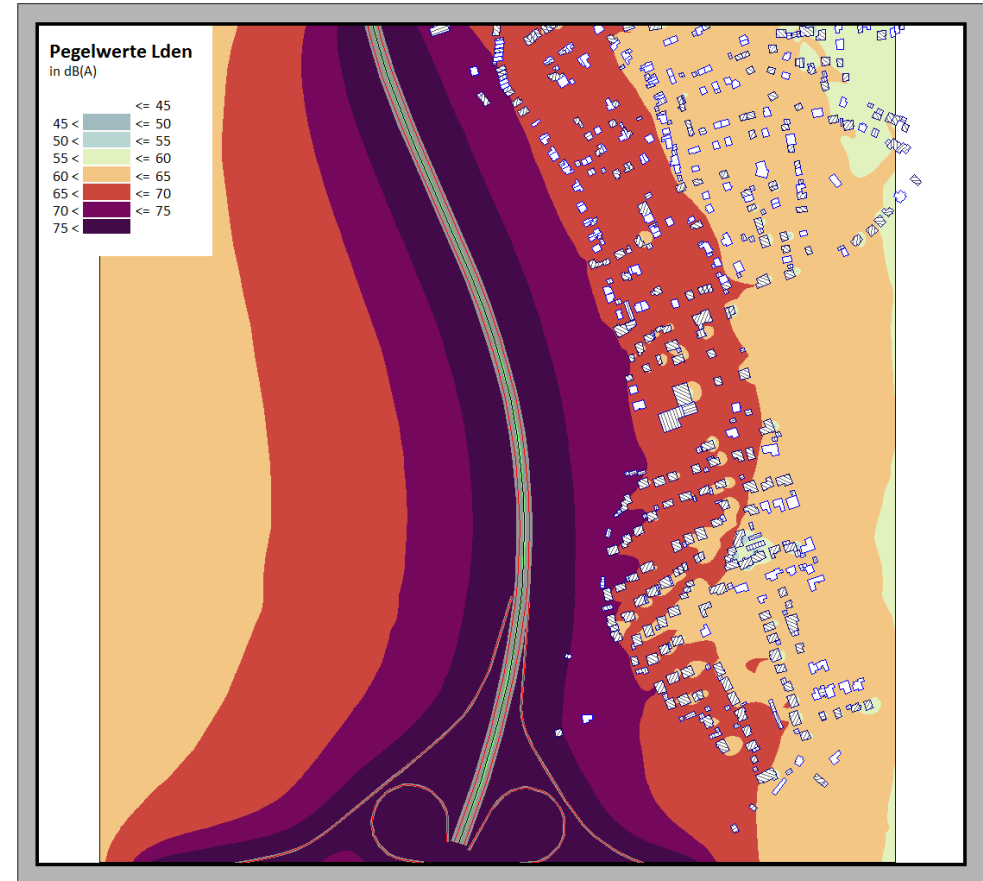 Pegelwerte Lden
in dB(A)
<= 45
45 < <= 50
50 < <= 55
55 < <= 60
60 < <= 65
65 < <= 70
70 < <= 75
75 <